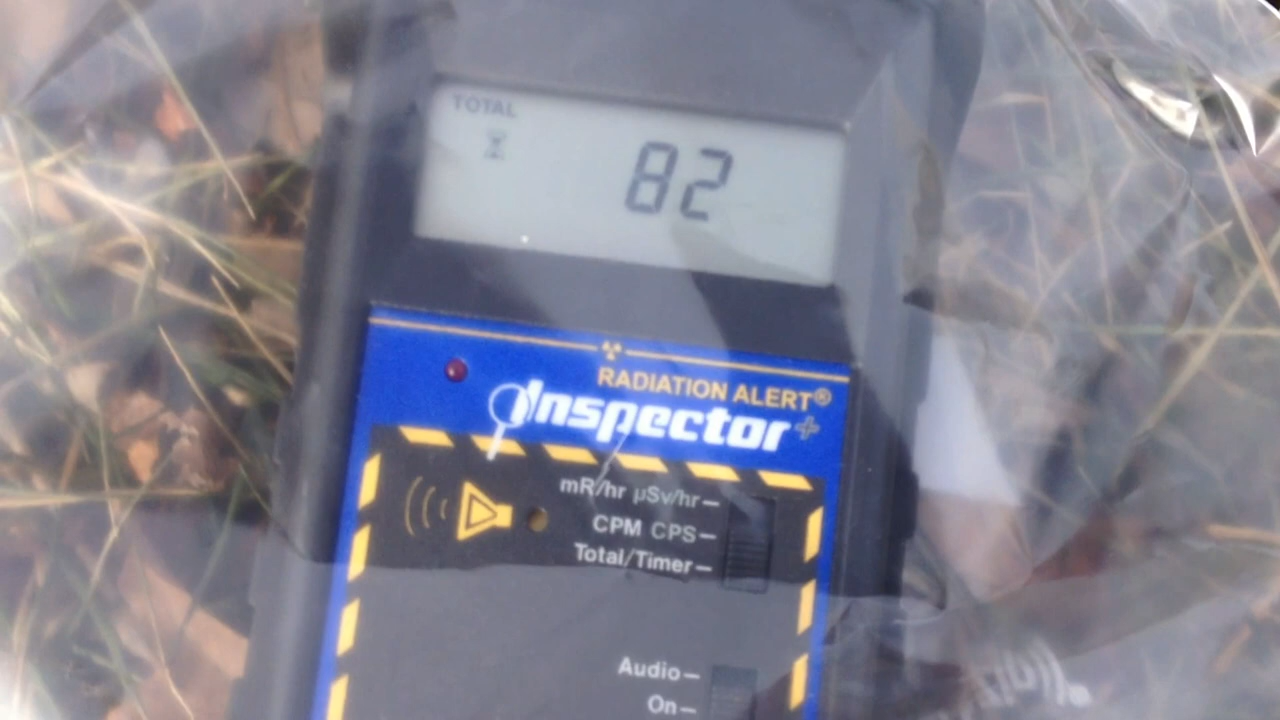 TOTAL
82
RADIATION ALERT®
Inspector+
mR/hr µSv/hr
CPM CPS
Total/Timer
Audio
On